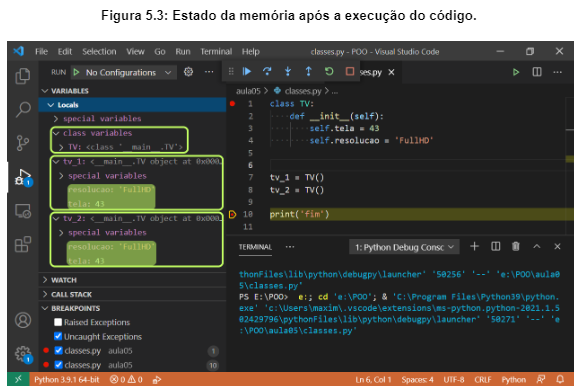 Figura 5.3: Estado da memória após a execução do código.
File Edit Selection View Go Run Terminal Help classes.py - POO - Visual Studio Code
RUN No Configurations ··· es.py ×
VARIABLES
Locals
special variables
class variables
TV: <class '__main__.TV'>
tv_1: <__main__.TV object at 0x000
special variables
resolucao: 'FullHD'
tela: 43
tv_2: <__main__.TV object at 0x000
special variables
resolucao: 'FullHD'
tela: 43
WATCH
CALL STACK
BREAKPOINTS
Raised Exceptions
Uncaught Exceptions
classes.py aula05 1
classes.py aula05 10
aula05 > classes.py > ...
1 class TV:
2 def __init__(self):
3 self.tela = 43
4 self.resolucao = 'FullHD'
5
6
7 tv_1 = TV()
8 tv_2 = TV()
9
10 print('fim')
11
TERMINAL ··· 1: Python Debug Consc
thonFiles\lib\python\debugpy\launcher' '50256' '--' 'e:\POO\aula0
5\classes.py'
PS E:\POO> e:; cd 'e:\POO'; & 'C:\Program Files\Python39\python.
exe' 'c:\Users\maxim\.vscode\extensions\ms-python.python-2021.1.5
02429796\pythonFiles\lib\python\debugpy\launcher' '50271' '--' 'e
:\POO\aula05\classes.py'
Python 3.9.1 64-bit 0 0 Ln 6, Col 1 Spaces: 4 UTF-8 CRLF Python